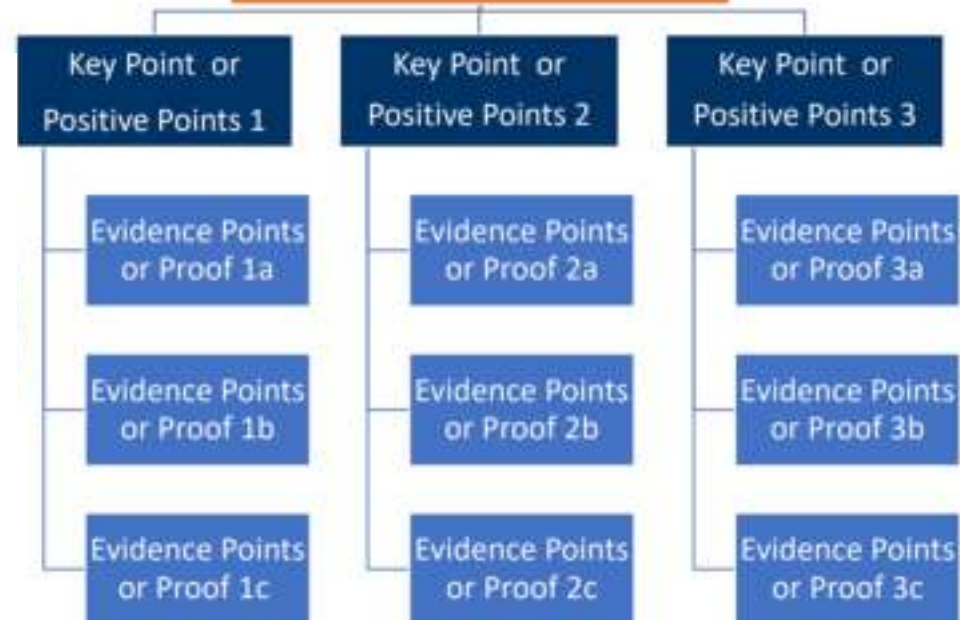 Key Point or
Positive Points 1
Key Point or
Positive Points 2
Key Point or
Positive Points 3
Evidence Points
or Proof 1a
Evidence Points
or Proof 2a
Evidence Points
or Proof 3a
Evidence Points
or Proof 1b
Evidence Points
or Proof 2b
Evidence Points
or Proof 3b
Evidence Points
or Proof 1c
Evidence Points
or Proof 2c
Evidence Points
or Proof 3c